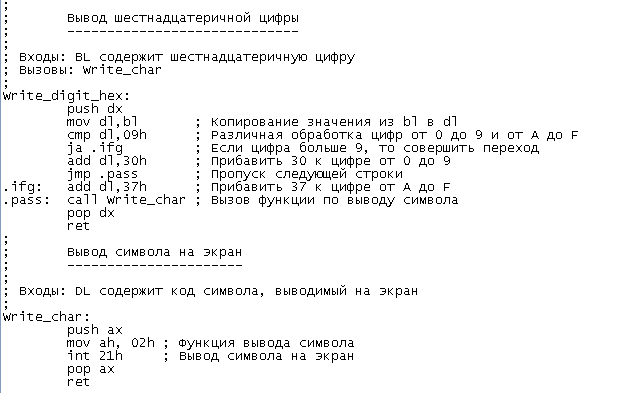 ;
;       Вывод шестнадцатеричной цифры
;       -----------------------------
;
; Входы: BL содержит шестнадцатеричную цифру
; Вызовы: Write_char
;
Write_digit_hex:
        push dx
        mov dl,bl       ; Копирование значения из bl в dl
        cmp dl,09h      ; Различная обработка цифр от 0 до 9 и от A до F
        ja .ifg         ; Если цифра больше 9, то совершить переход
        add dl,30h      ; Прибавить 30 к цифре от 0 до 9
        jmp .pass       ; Пропуск следующей строки
.ifg:   add dl,37h      ; Прибавить 37 к цифре от A до F
.pass:  call Write_char ; Вызов функции по выводу символа
        pop dx
        ret
;
;       Вывод символа на экран
;       ----------------------
;
; Входы: DL содержит код символа, выводимый на экран
;
Write_char:
        push ax
        mov ah, 02h ; Функция вывода символа
        int 21h     ; Вывод символа на экран
        pop ax
        ret